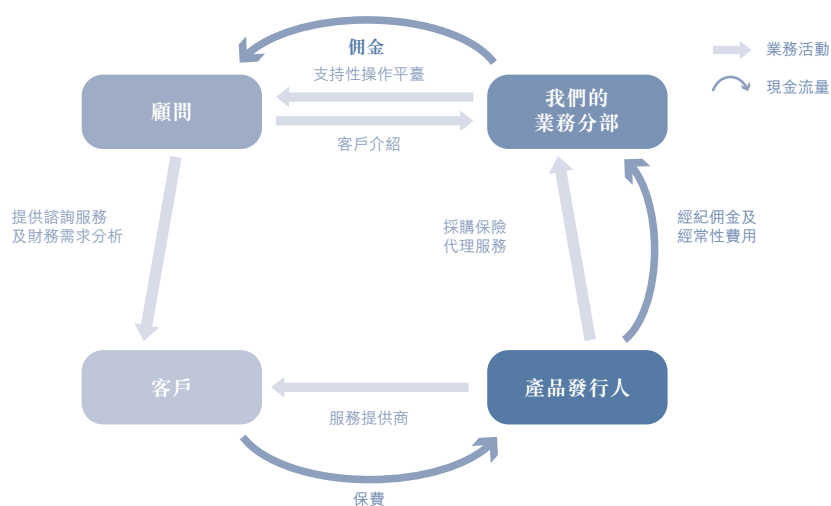 佣金
支持性操作平臺
業務活動
現金流量
顧問
我們的
業務分部
客戶介紹
提供諮詢服務
及財務需求分析
採購保險
代理服務
經紀佣金及
經常性費用
客戶
產品發行人
服務提供商
保費